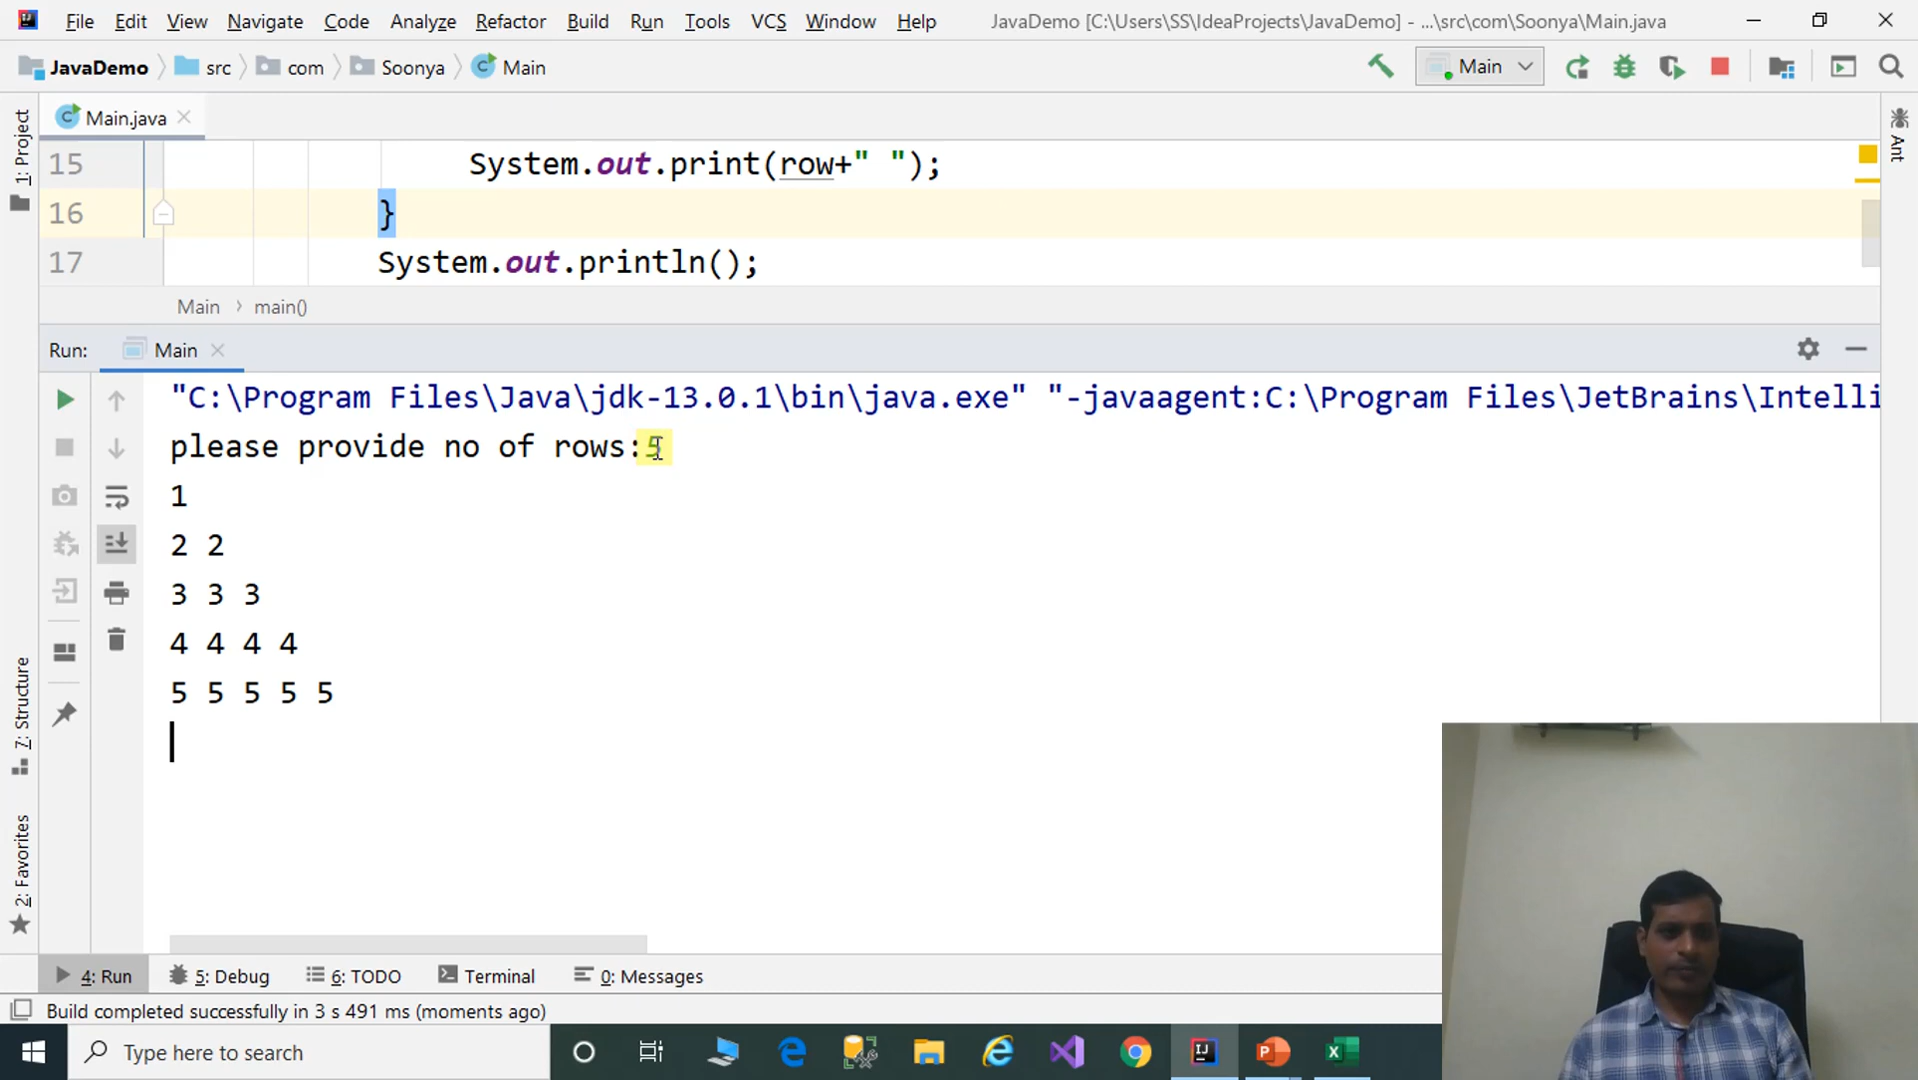 File Edit View Navigate Code Analyze Refactor Build Run Tools VCS Window Help JavaDemo [C:\Users\SS\IdeaProjects\JavaDemo] - ...\src\com\Soonya\Main.java
JavaDemo src com Soonya Main Main
1: Project
Main.java
Ant
15 System.out.print(row+" ");
16 }
17 System.out.println();
Main main()
Run: Main
"C:\Program Files\Java\jdk-13.0.1\bin\java.exe" "-javaagent:C:\Program Files\JetBrains\Intelli
please provide no of rows:5
1
2 2
3 3 3
4 4 4 4
5 5 5 5 5
7: Structure
2: Favorites
4: Run 5: Debug 6: TODO Terminal 0: Messages
Build completed successfully in 3 s 491 ms (moments ago)
Type here to search